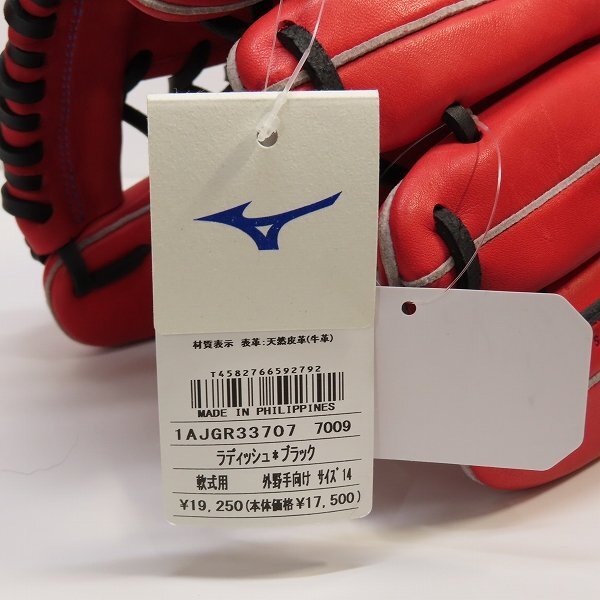 材質表示 表革:天然皮革(牛革)
T4582766592792
MADE IN PHILIPPINES
1AJGR33707 7009
ラディッシュ*ブラック
軟式用 外野手向け サイズ14
¥19,250(本体価格¥17,500)